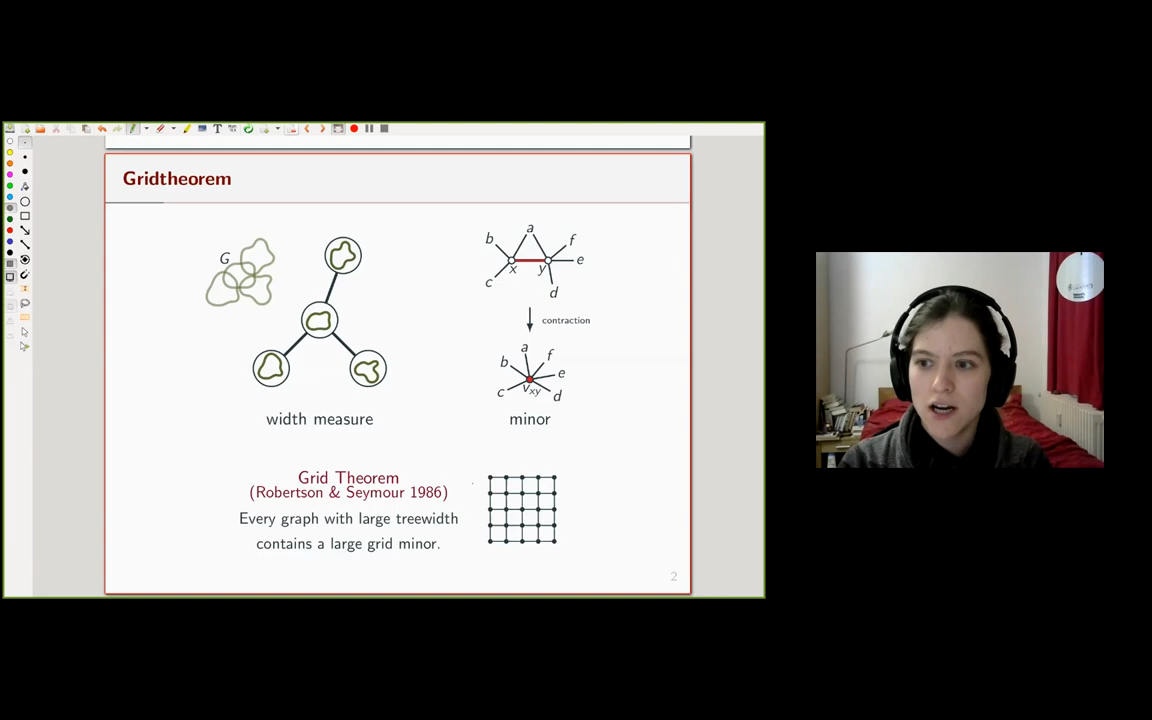 Gridtheorem
G
width measure
a
b
f
x
y
e
c
d
contraction
a
b
f
e
c
vxy
d
minor
Grid Theorem
(Robertson & Seymour 1986)
Every graph with large treewidth
contains a large grid minor.
2